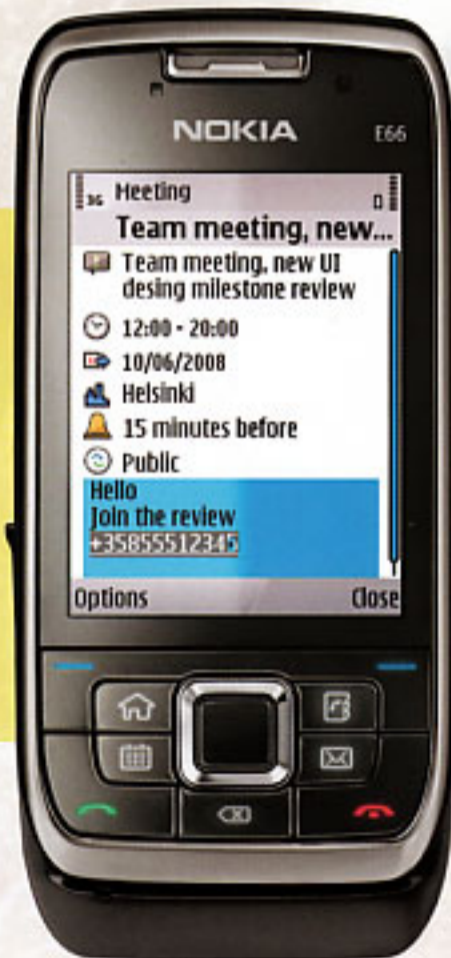 NOKIA E66
3G Meeting
Team meeting, new...
Team meeting, new UI
desing milestone review
12:00 - 20:00
10/06/2008
Helsinki
15 minutes before
Public
Hello
Join the review
+35855512345
Options Close